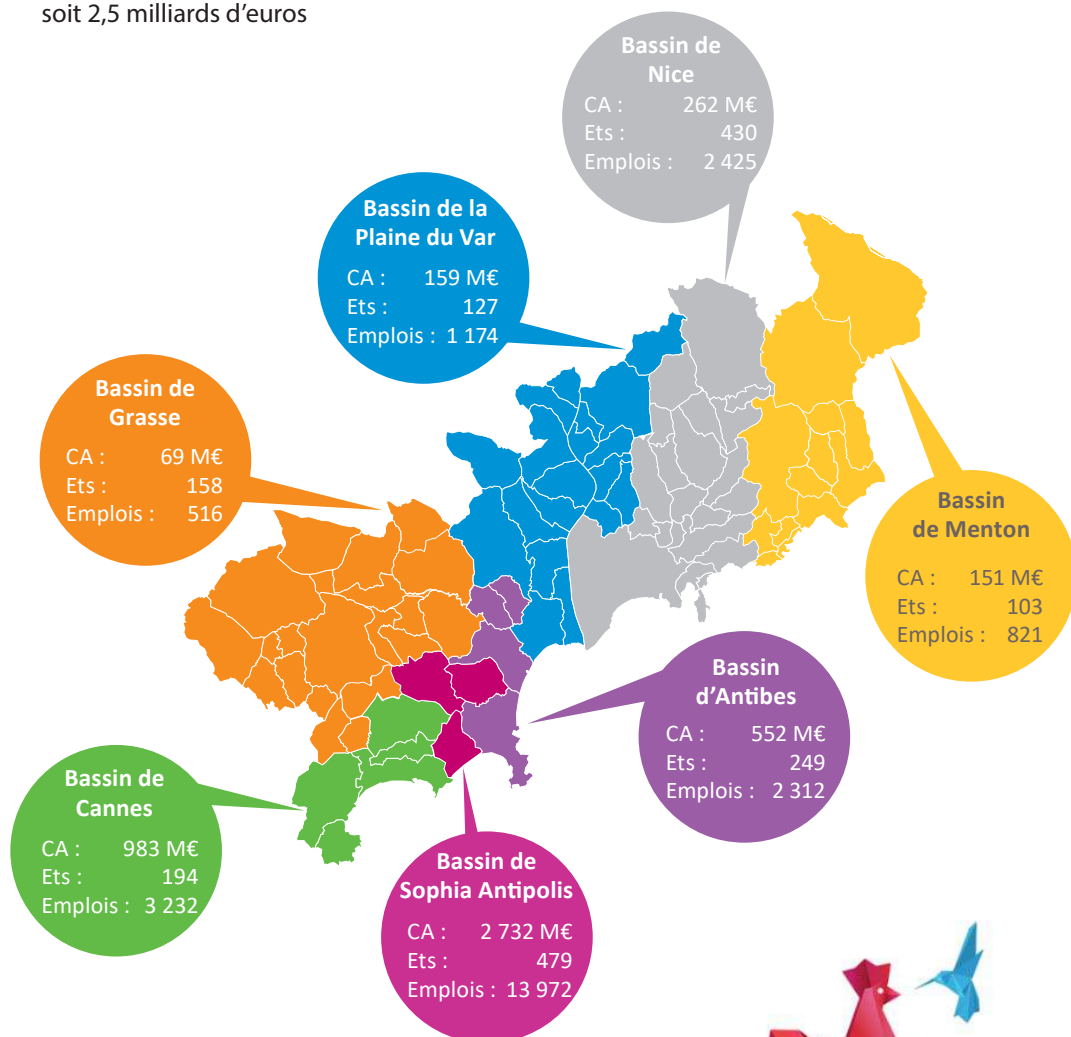 soit 2,5 milliards d'euros
Bassin de
Nice
CA : 262 M€
Ets : 430
Emplois : 2 425
Bassin de la
Plaine du Var
CA : 159 M€
Ets : 127
Emplois : 1 174
Bassin de
Grasse
CA : 69 M€
Ets : 158
Emplois : 516
Bassin
de Menton
CA : 151 M€
Ets : 103
Emplois : 821
Bassin
d'Antibes
CA : 552 M€
Ets : 249
Emplois : 2 312
Bassin de
Cannes
CA : 983 M€
Ets : 194
Emplois : 3 232
Bassin de
Sophia Antipolis
CA : 2 732 M€
Ets : 479
Emplois : 13 972